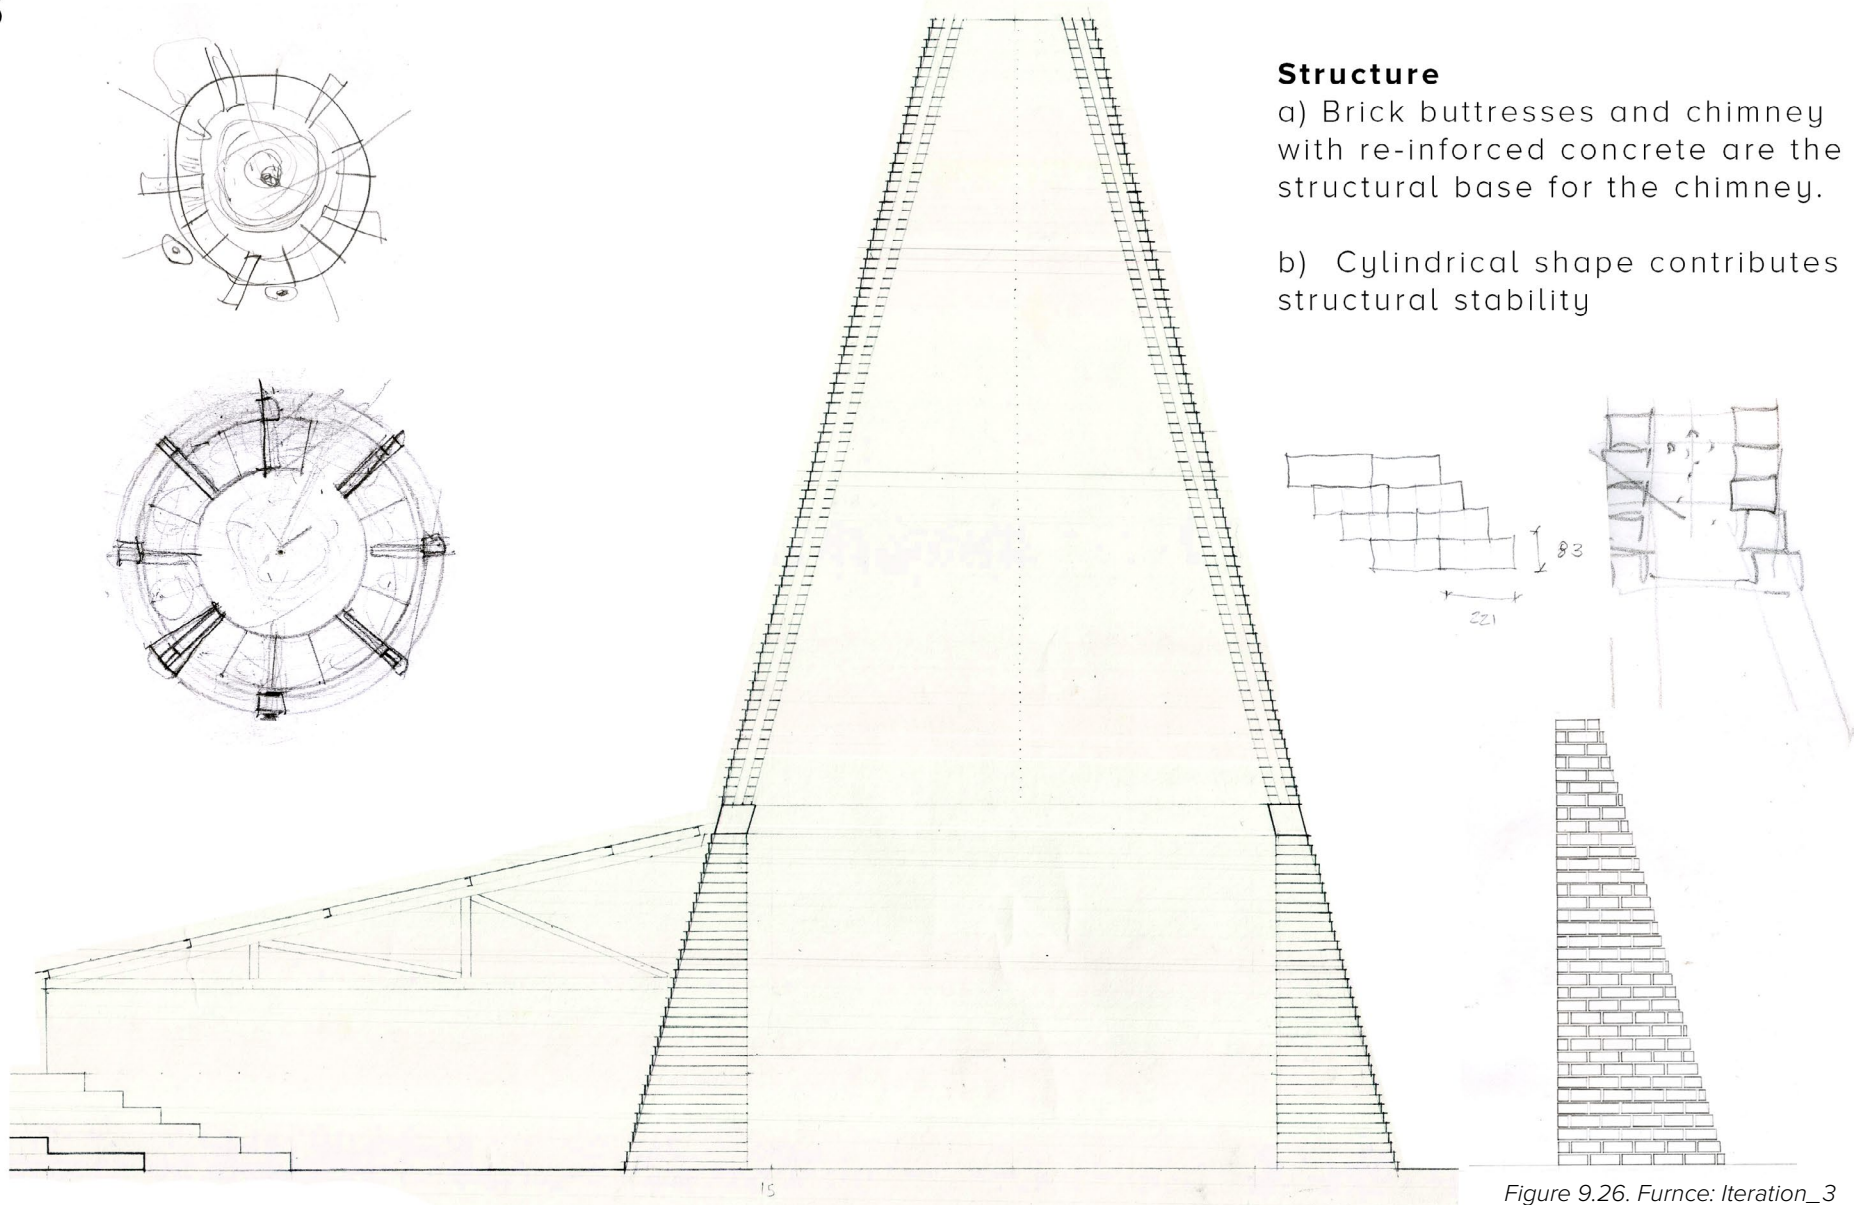 Structure
a) Brick buttresses and chimney
with re-inforced concrete are the
structural base for the chimney.
b) Cylindrical shape contributes
structural stability
83
221
15
Figure 9.26. Furnce: Iteration_3